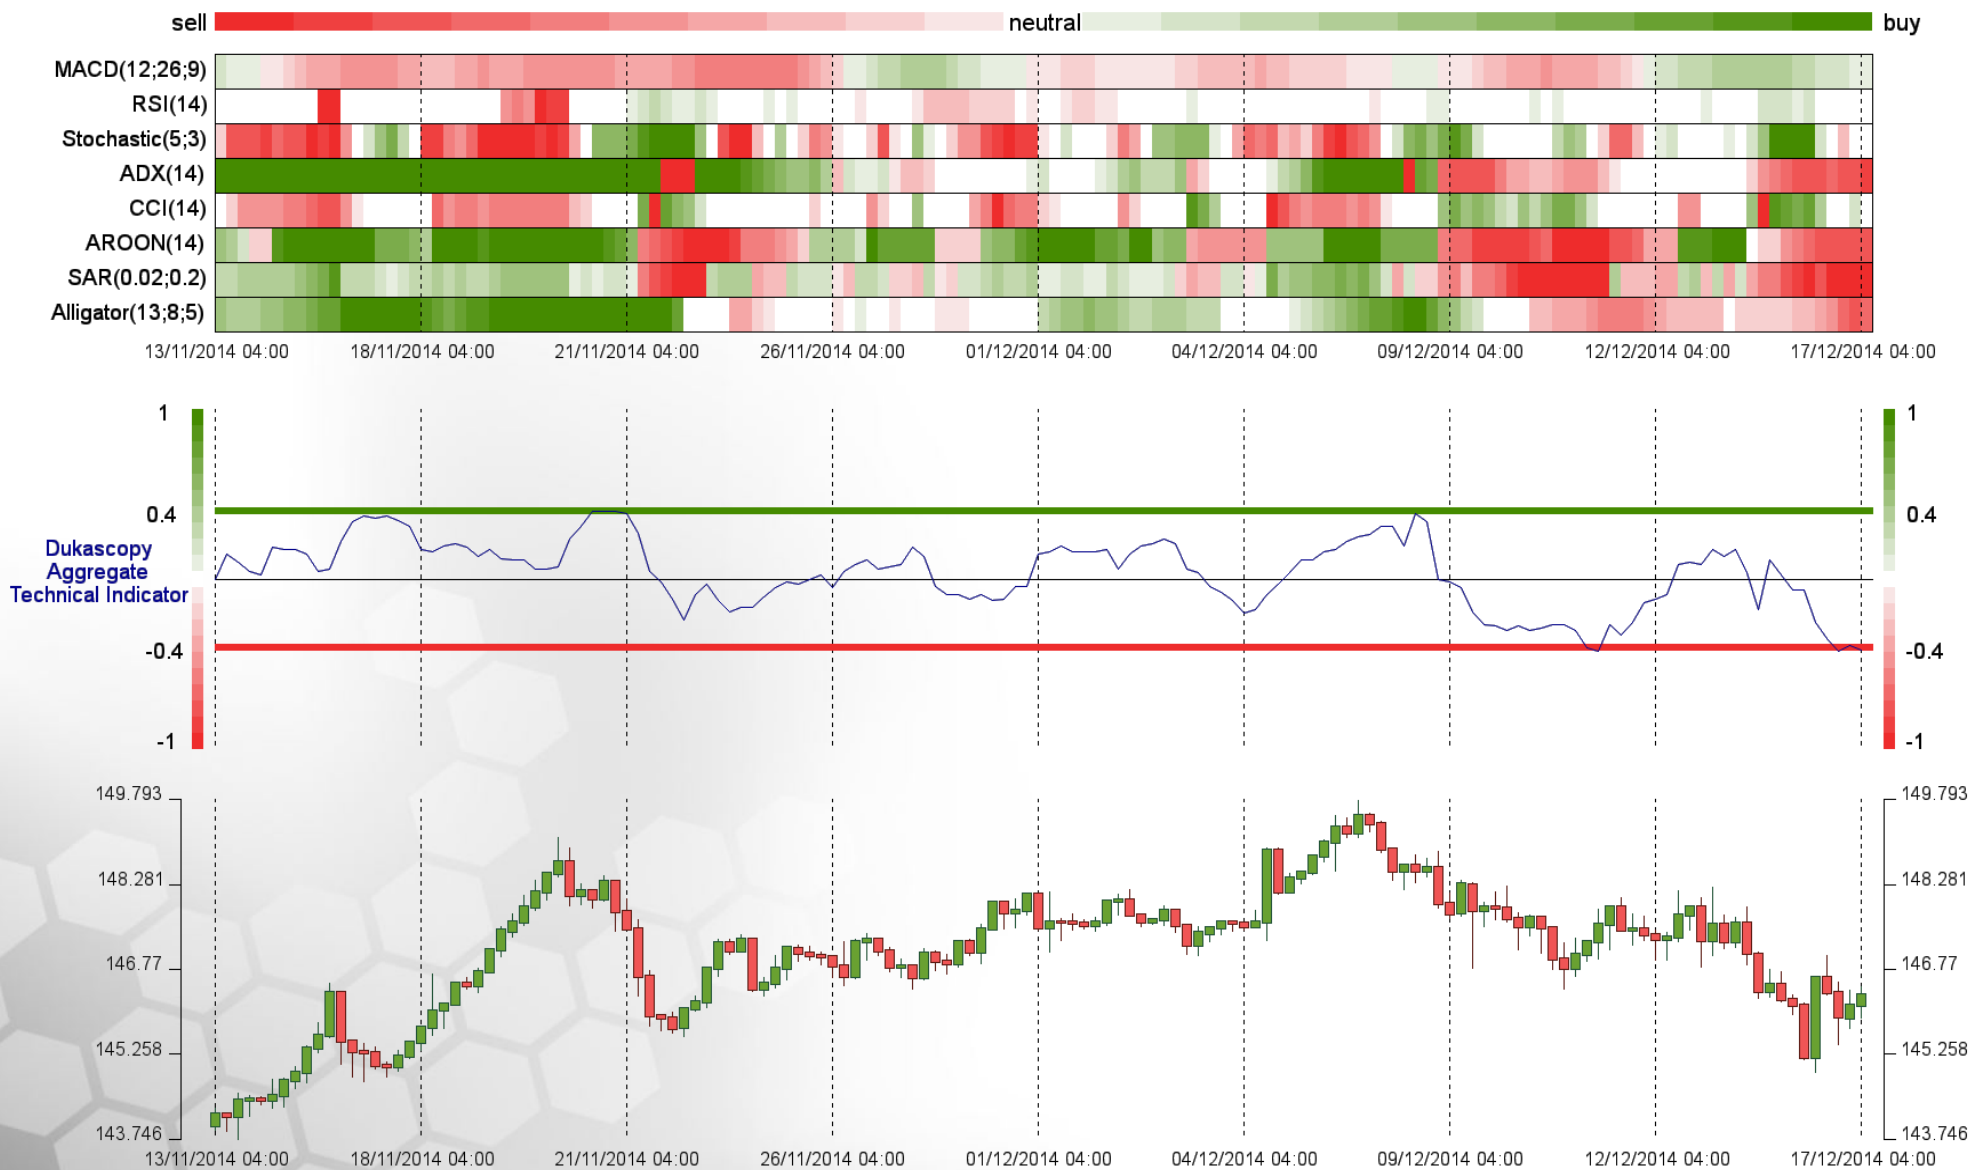 sell neutral buy
MACD(12;26;9)
RSI(14)
Stochastic(5;3)
ADX(14)
CCI(14)
AROON(14)
SAR(0.02;0.2)
Alligator(13;8;5)
13/11/2014 04:00 18/11/2014 04:00 21/11/2014 04:00 26/11/2014 04:00 01/12/2014 04:00 04/12/2014 04:00 09/12/2014 04:00 12/12/2014 04:00 17/12/2014 04:00
1 1
0.4 0.4
Dukascopy
Aggregate
Technical Indicator
-0.4 -0.4
-1 -1
149.793 149.793
148.281 148.281
146.77 146.77
145.258 145.258
143.746 143.746
13/11/2014 04:00 18/11/2014 04:00 21/11/2014 04:00 26/11/2014 04:00 01/12/2014 04:00 04/12/2014 04:00 09/12/2014 04:00 12/12/2014 04:00 17/12/2014 04:00